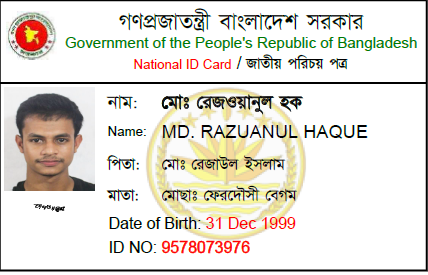 গণপ্রজাতন্ত্রী বাংলাদেশ সরকার
Government of the People's Republic of Bangladesh
National ID Card / জাতীয় পরিচয় পত্র
নাম: মোঃ রেজওয়ানুল হক
Name: MD. RAZUANUL HAQUE
পিতা: মোঃ রেজাউল ইসলাম
মাতা: মোছাঃ ফেরদৌসী বেগম
Date of Birth: 31 Dec 1999
ID NO: 9578073976